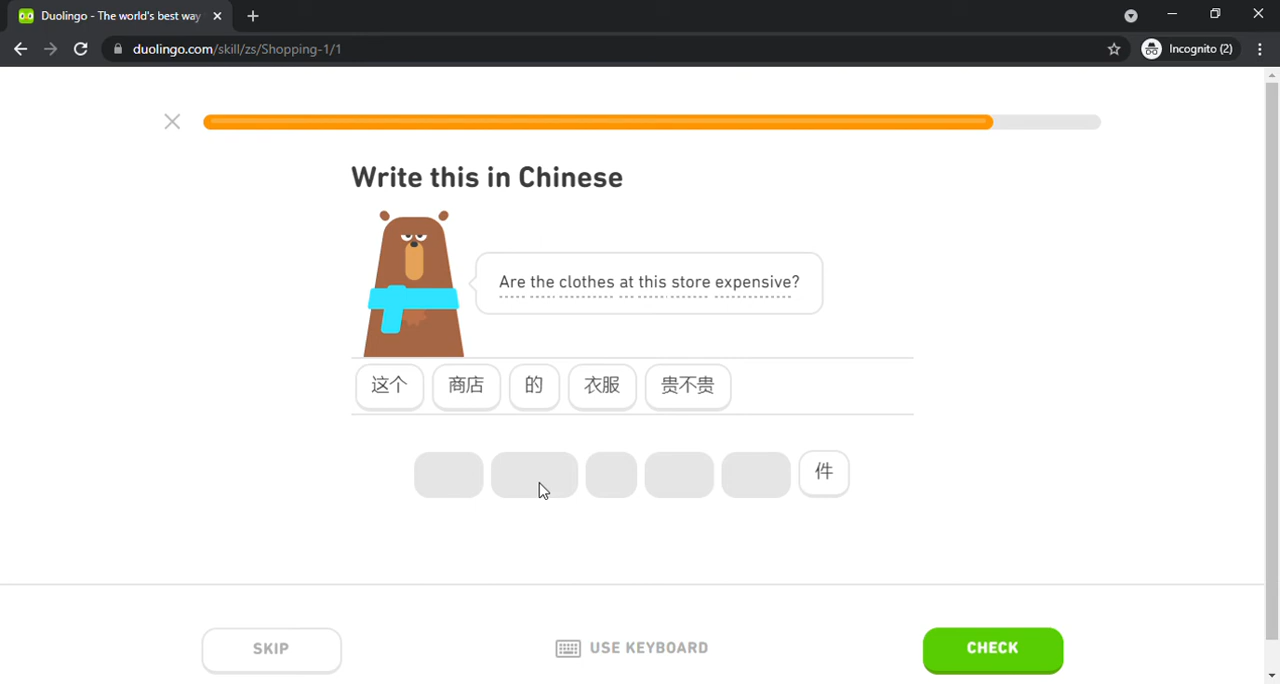 Duolingo - The world's best way
duolingo.com/skill/zs/Shopping-1/1
Incognito (2)
Write this in Chinese
Are the clothes at this store expensive?
这个 商店 的 衣服 贵不贵
件
SKIP
USE KEYBOARD
CHECK